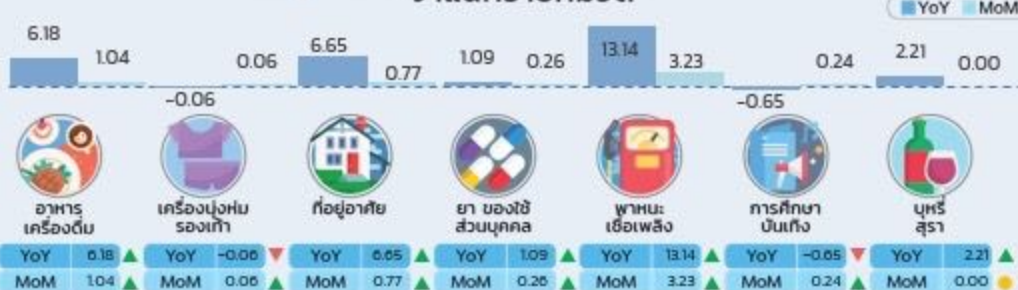 YoY MoM
6.18 1.04 -0.06 0.06 6.65 0.77 1.09 0.26 13.14 3.23 -0.65 0.24 2.21 0.00
อาหาร เครื่องนุ่งห่ม ที่อยู่อาศัย ยา ของใช้ พาหนะ การศึกษา บุหรี่
เครื่องดื่ม รองเท้า ส่วนบุคคล เชื้อเพลิง บันเทิง สุรา
YoY 6.18 YoY -0.06 YoY 6.65 YoY 1.09 YoY 13.14 YoY -0.65 YoY 2.21
MoM 1.04 MoM 0.06 MoM 0.77 MoM 0.26 MoM 3.23 MoM 0.24 MoM 0.00